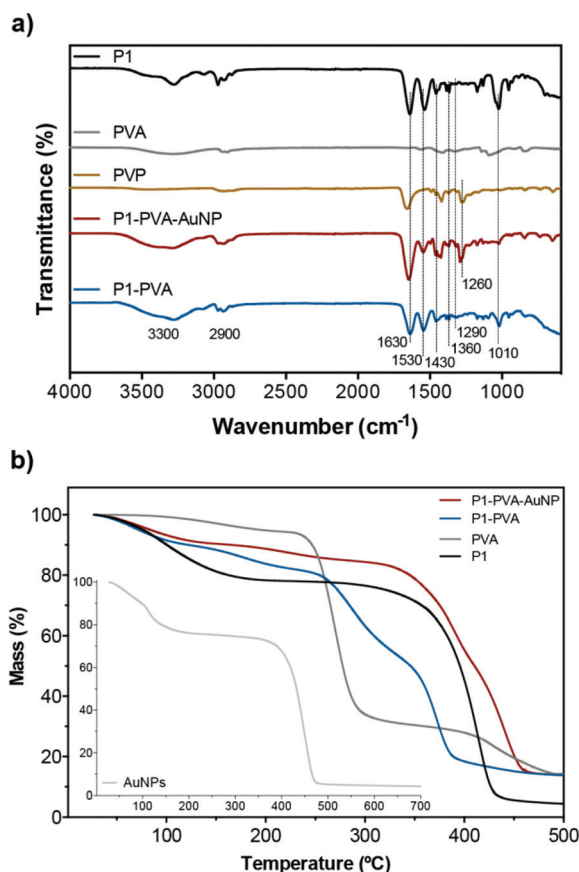 a)
P1
PVA
PVP
P1-PVA-AuNP
P1-PVA
1260
3300 2900 1630 1290
1530 1360 1010
1430
Transmittance (%)
4000 3500 3000 2500 2000 1500 1000
Wavenumber (cm-1)
b)
P1-PVA-AuNP
P1-PVA
PVA
P1
Mass (%)
100
80
60
40
20
0
100
80
60
40
20
0
AuNPs
0 100 200 300 400 500 600 700
100 200 300 400 500
Temperature (ºC)